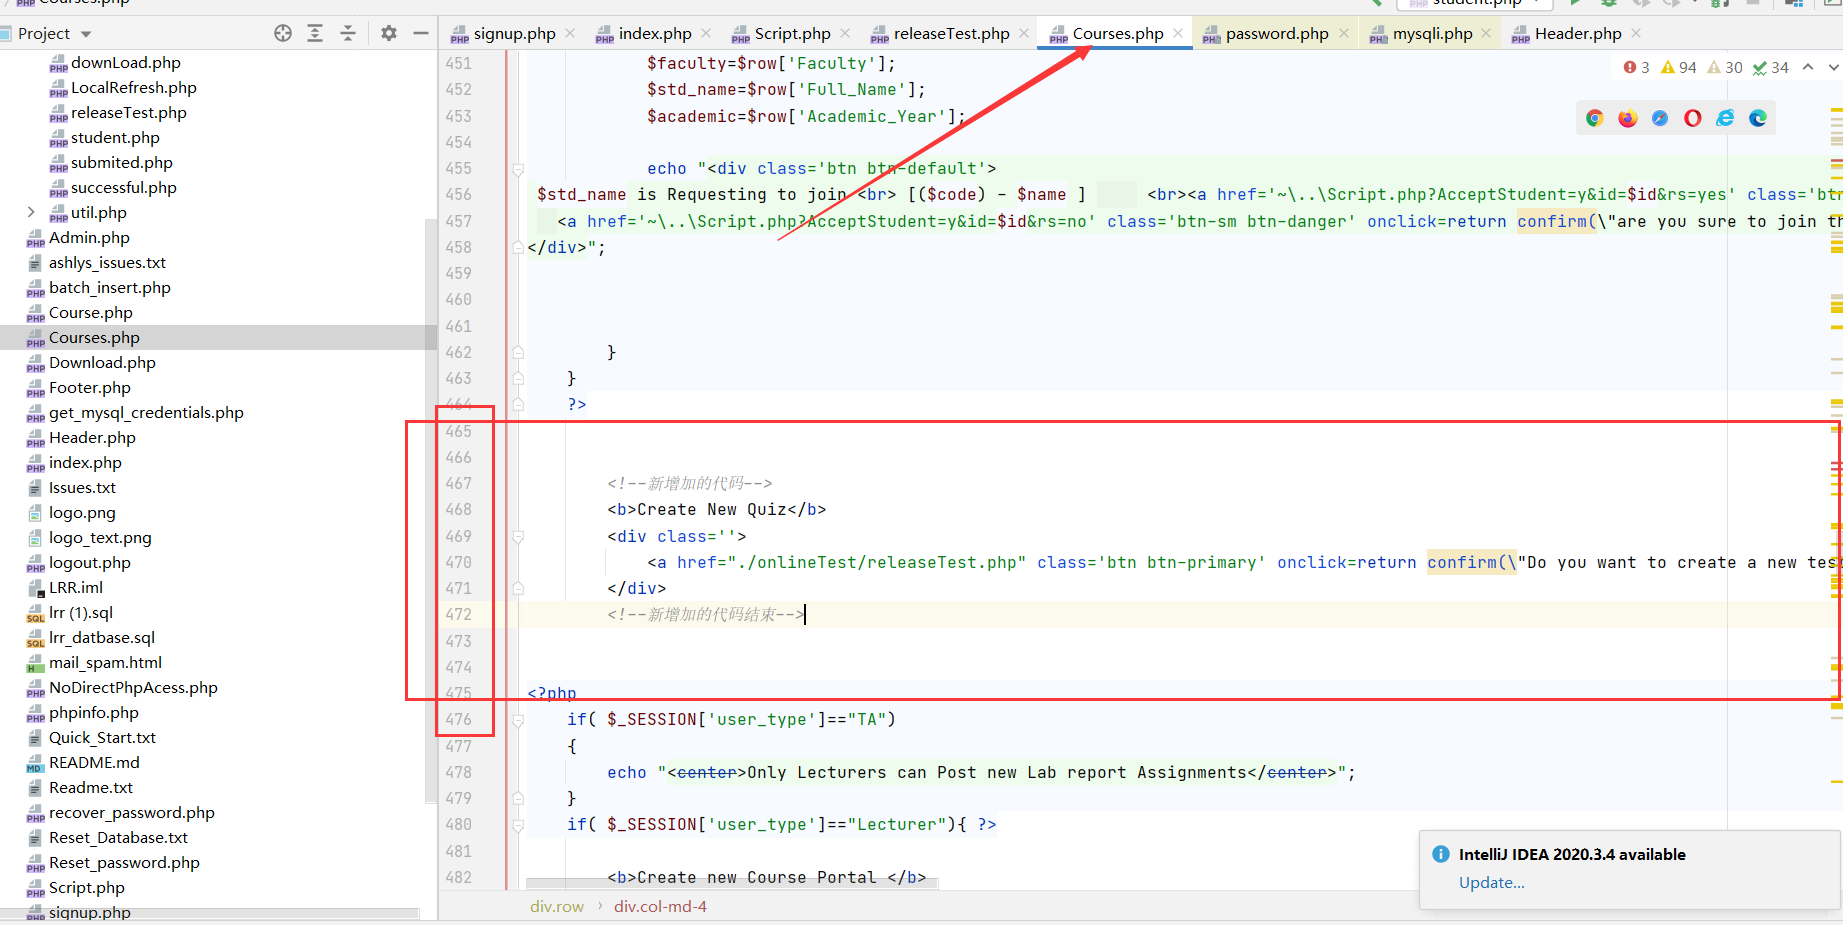 Courses.php
student.php
Project
signup.php
index.php
Script.php
releaseTest.php
Courses.php
password.php
mysqli.php
Header.php
downLoad.php
LocalRefresh.php
releaseTest.php
student.php
submited.php
successful.php
util.php
Admin.php
ashlys_issues.txt
batch_insert.php
Course.php
Courses.php
Download.php
Footer.php
get_mysql_credentials.php
Header.php
index.php
Issues.txt
logo.png
logo_text.png
logout.php
LRR.iml
lrr (1).sql
lrr_datbase.sql
mail_spam.html
NoDirectPhpAcess.php
phpinfo.php
Quick_Start.txt
README.md
Readme.txt
recover_password.php
Reset_Database.txt
Reset_password.php
Script.php
signup.php
3 94 30 34
451 $faculty=$row['Faculty'];
452 $std_name=$row['Full_Name'];
453 $academic=$row['Academic_Year'];
454
455 echo "<div class='btn btn-default'>
456 $std_name is Requesting to join <br> [($code) - $name ] <br><a href='~\..\Script.php?AcceptStudent=y&id=$id&rs=yes' class='btn
457 <a href='~\..\Script.php?AcceptStudent=y&id=$id&rs=no' class='btn-sm btn-danger' onclick=return confirm(\"are you sure to join th
458 </div>";
459
460
461
462 }
463 }
464 ?>
465
466
467 <!--新增加的代码-->
468 <b>Create New Quiz</b>
469 <div class=''>
470 <a href="./onlineTest/releaseTest.php" class='btn btn-primary' onclick=return confirm(\"Do you want to create a new tes
471 </div>
472 <!--新增加的代码结束-->
473
474
475 <?php
476 if( $_SESSION['user_type']=="TA")
477 {
478 echo "<center>Only Lecturers can Post new Lab report Assignments</center>";
479 }
480 if( $_SESSION['user_type']=="Lecturer"){ ?>
481
482 <b>Create new Course Portal </b>
div.row › div.col-md-4
IntelliJ IDEA 2020.3.4 available
Update...